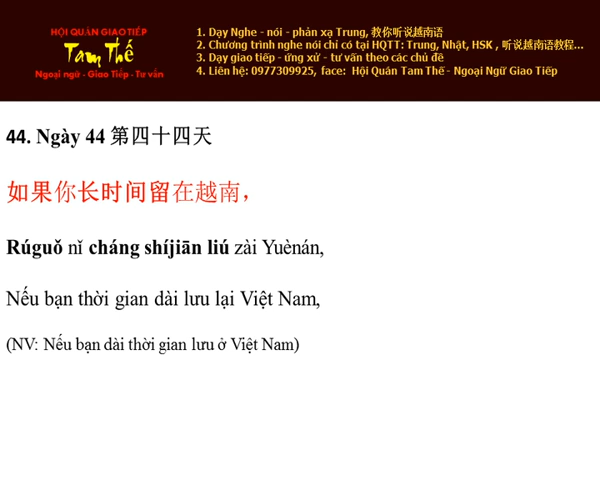 HỘI QUÁN GIAO TIẾP
Tam Thế
Ngoại ngữ - Giao Tiếp - Tư vấn
1. Dạy Nghe - nói - phản xạ Trung, 教你听说越南语
2. Chương trình nghe nói chỉ có tại HQTT: Trung, Nhật, HSK , 听说越南语教程...
3. Dạy giao tiếp - ứng xử - tư vấn theo các chủ đề
4. Liên hệ: 0977309925, face: Hội Quán Tam Thế - Ngoại Ngữ Giao Tiếp
44. Ngày 44 第四十四天
如果你长时间留在越南，
Rúguǒ nǐ cháng shíjiān liú zài Yuènán,
Nếu bạn thời gian dài lưu lại Việt Nam,
(NV: Nếu bạn dài thời gian lưu ở Việt Nam)